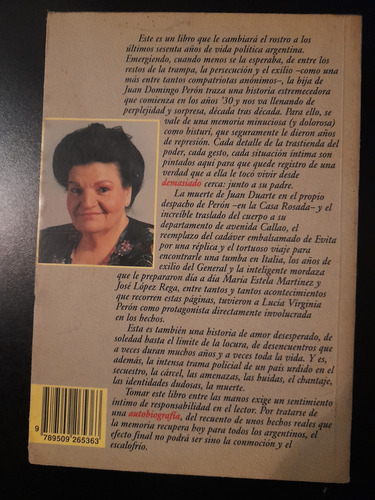 Este es un libro que le cambiará el rostro a los
últimos sesenta años de vida política argentina.
Emergiendo, cuando menos se la esperaba, de entre los
restos de la trampa, la persecución y el exilio –como una
más entre tantos compatriotas anónimos–, la hija de
Juan Domingo Perón traza una historia estremecedora
que comienza en los años '30 y nos va llenando de
perplejidad y sorpresa, década tras década. Para ello, se
vale de una memoria minuciosa (y dolorosa)
como bisturí, que seguramente le dieron años
de represión. Cada detalle de la trastienda del
poder, cada gesto, cada situación íntima son
pintados aquí para que quede registro de una
verdad que a ella le tocó vivir desde
demasiado cerca: junto a su padre.
La muerte de Juan Duarte en el propio
despacho de Perón –en la Casa Rosada– y el
increíble traslado del cuerpo a su
departamento de avenida Callao, el
reemplazo del cadáver embalsamado de Evita
por una réplica y el tortuoso viaje para
encontrarle una tumba en Italia, los años de
exilio del General y la inteligente mordaza
que le prepararon día a día María Estela Martínez y
José López Rega, entre tantos y tantos acontecimientos
que recorren estas páginas, tuvieron a Lucía Virginia
Perón como protagonista directamente involucrada
en los hechos.
Esta es también una historia de amor desesperado, de
soledad hasta el límite de la locura, de desencuentros que
a veces duran muchos años y a veces toda la vida. Y es,
además, la intensa trama policial de un país urdido en el
secuestro, la cárcel, las amenazas, las huidas, el chantaje,
las identidades dudosas, la muerte.
Tomar este libro entre las manos exige un sentimiento
íntimo de responsabilidad en el lector. Por tratarse de
una autobiografía, del recuento de unos hechos reales que
la memoria recupera hoy para todos los argentinos, el
efecto final no podrá ser sino la conmoción y el
escalofrío.
9 789509 265363